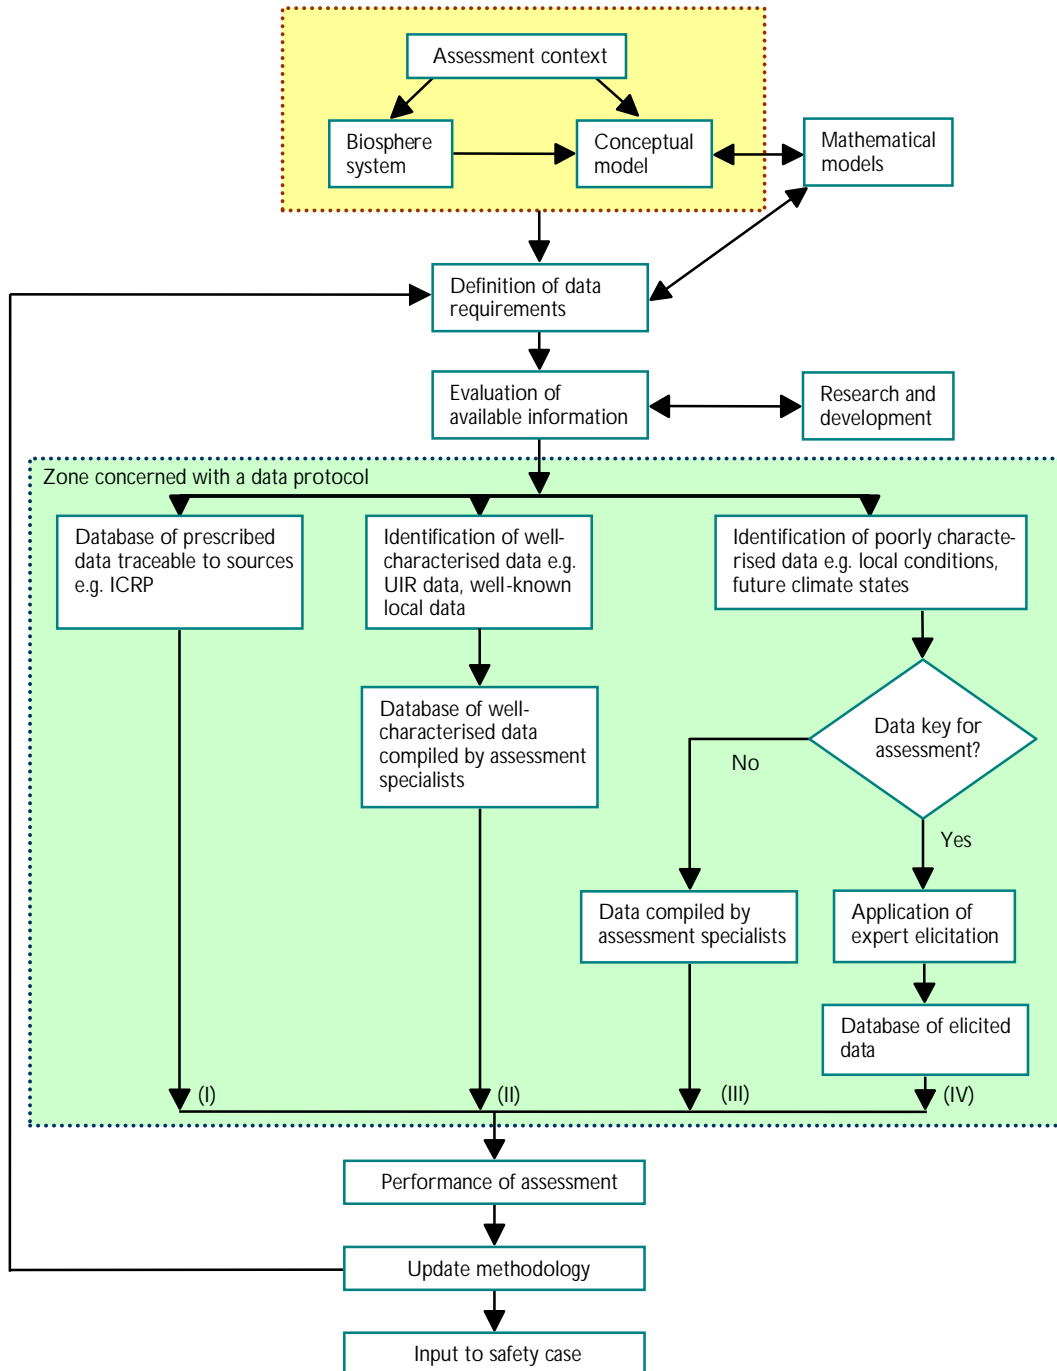 Assessment context
Biosphere
system
Conceptual
model
Mathematical
models
Definition of data
requirements
Evaluation of
available information
Research and
development
Zone concerned with a data protocol
Database of prescribed
data traceable to sources
e.g. ICRP
Identification of well-
characterised data e.g.
UIR data, well-known
local data
Identification of poorly characte-
rised data e.g. local conditions,
future climate states
Database of well-
characterised data
compiled by assessment
specialists
Data key for
assessment?
No
Yes
Data compiled by
assessment specialists
Application of
expert elicitation
Database of elicited
data
(I)
(II)
(III)
(IV)
Performance of assessment
Update methodology
Input to safety case